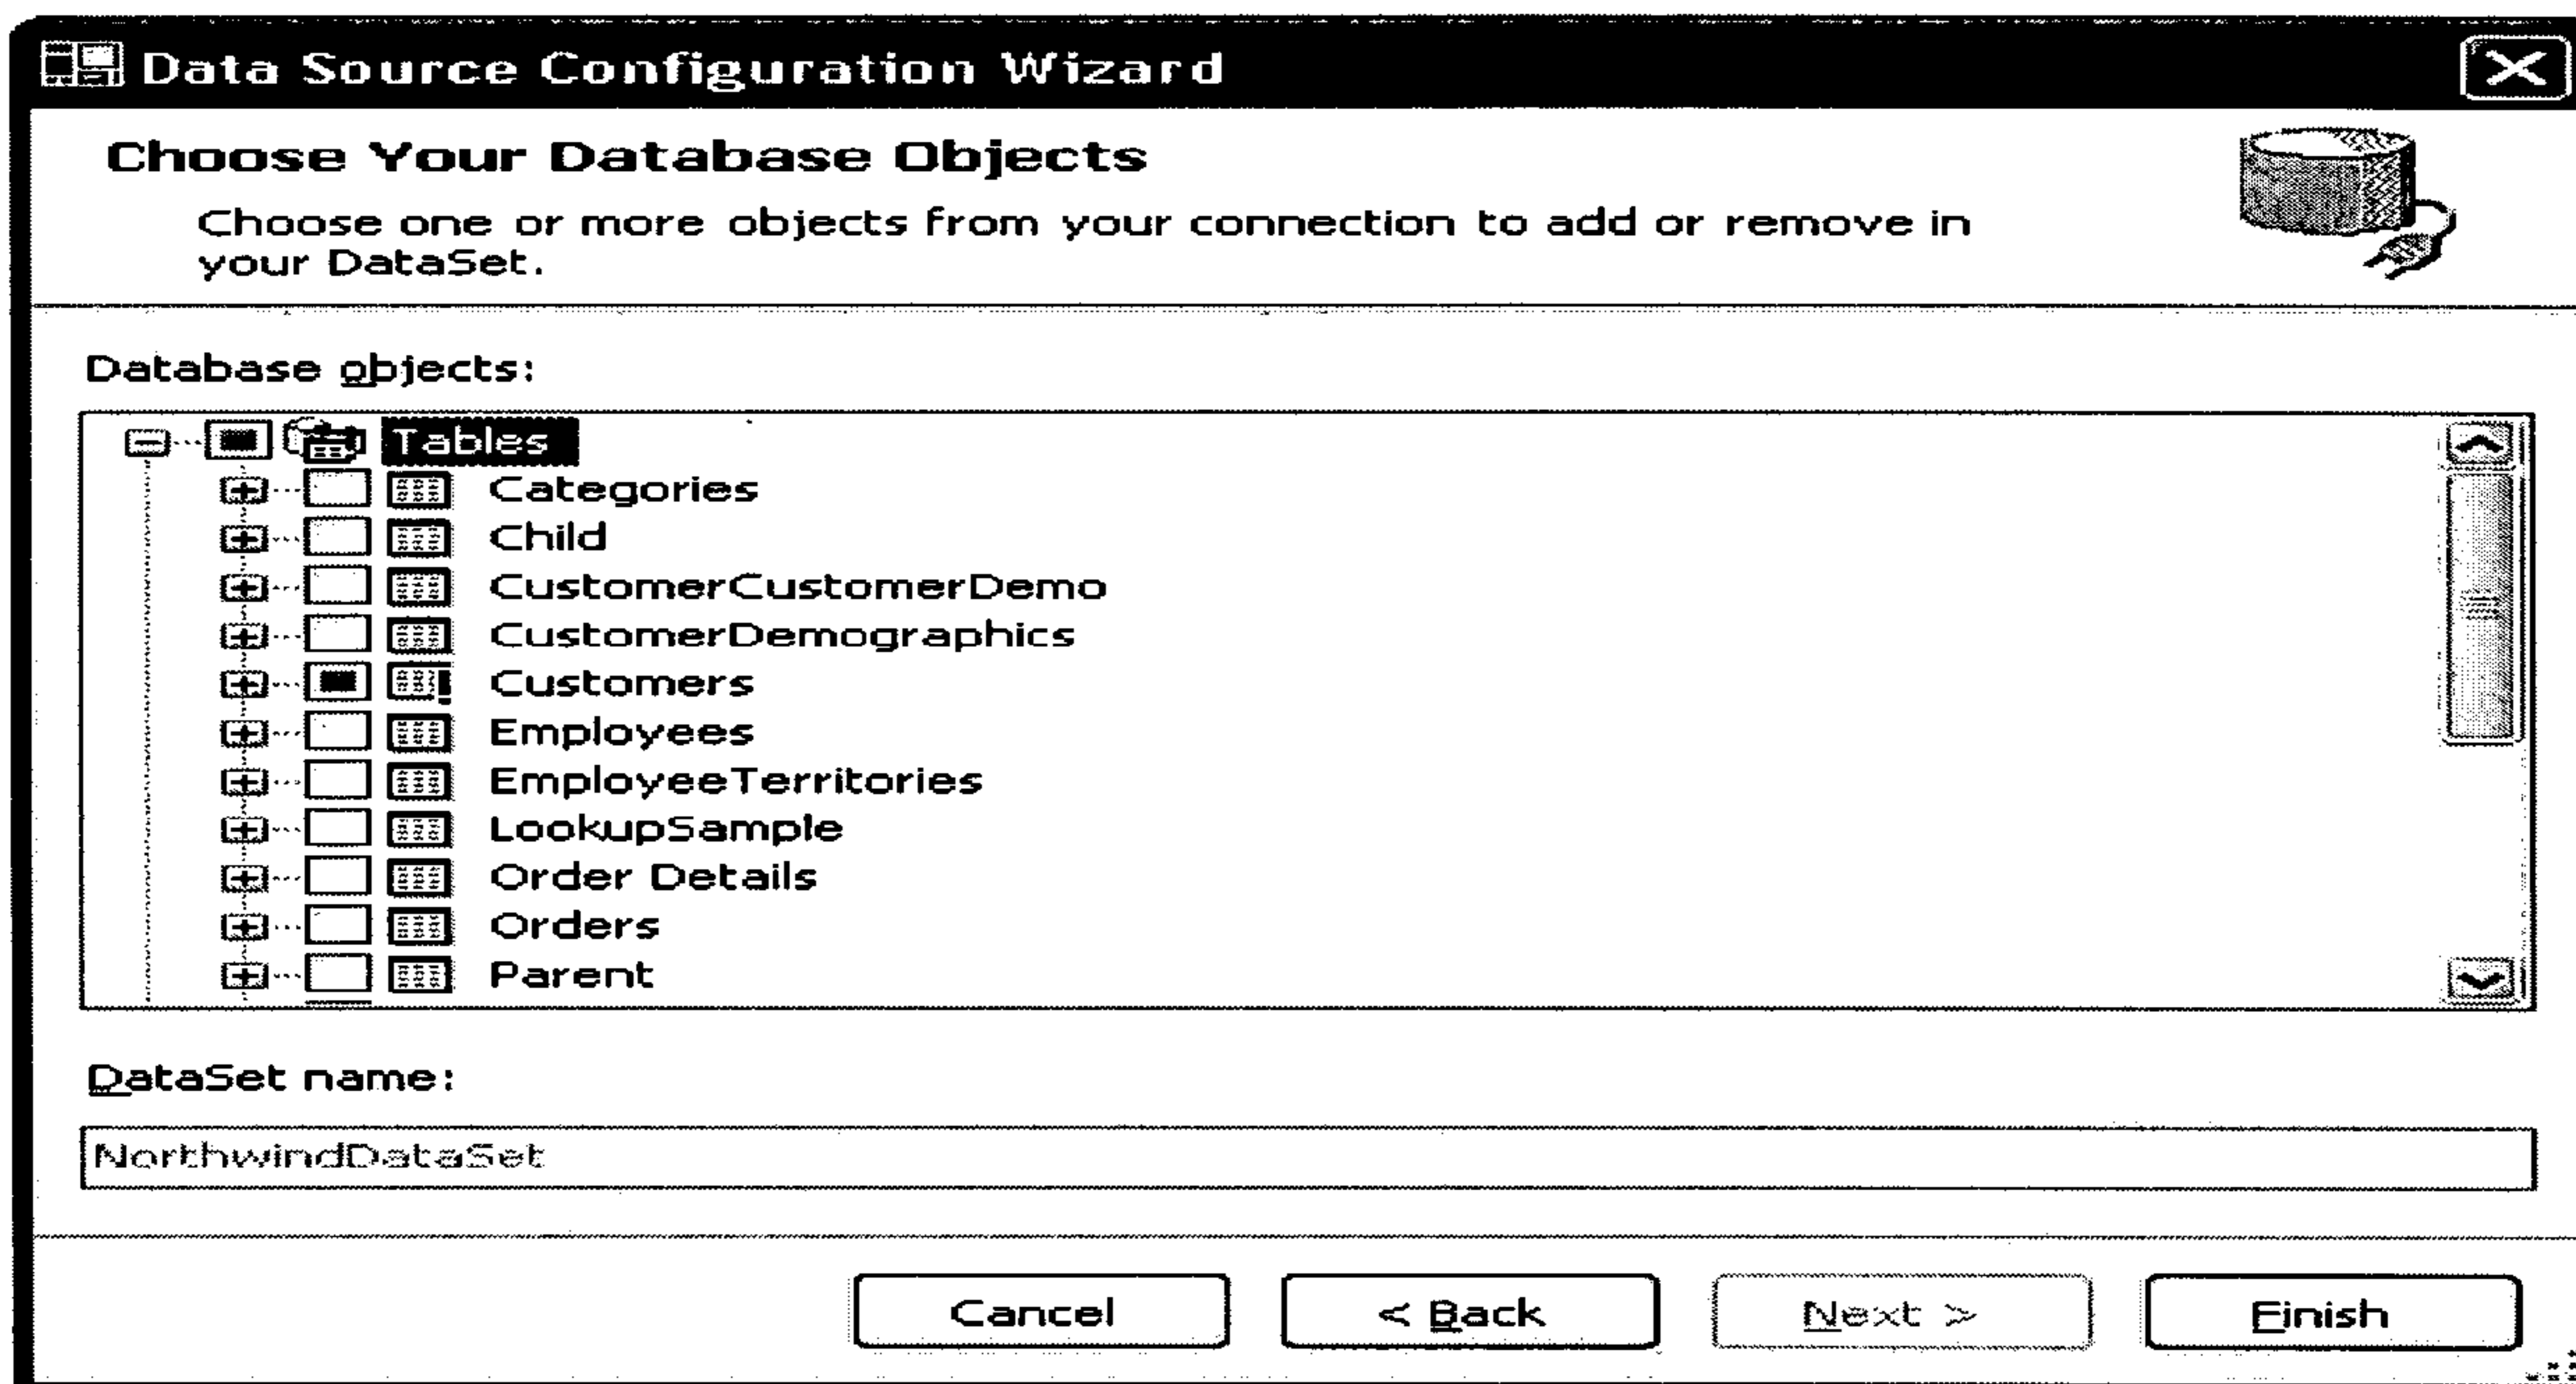 Data Source Configuration Wizard
Choose Your Database Objects
Choose one or more objects from your connection to add or remove in
your DataSet.
Database objects:
Tables
Categories
Child
CustomerCustomerDemo
CustomerDemographics
Customers
Employees
EmployeeTerritories
LookupSample
Order Details
Orders
Parent
DataSet name:
NorthwindDataSet
Cancel
< Back
Next >
Finish